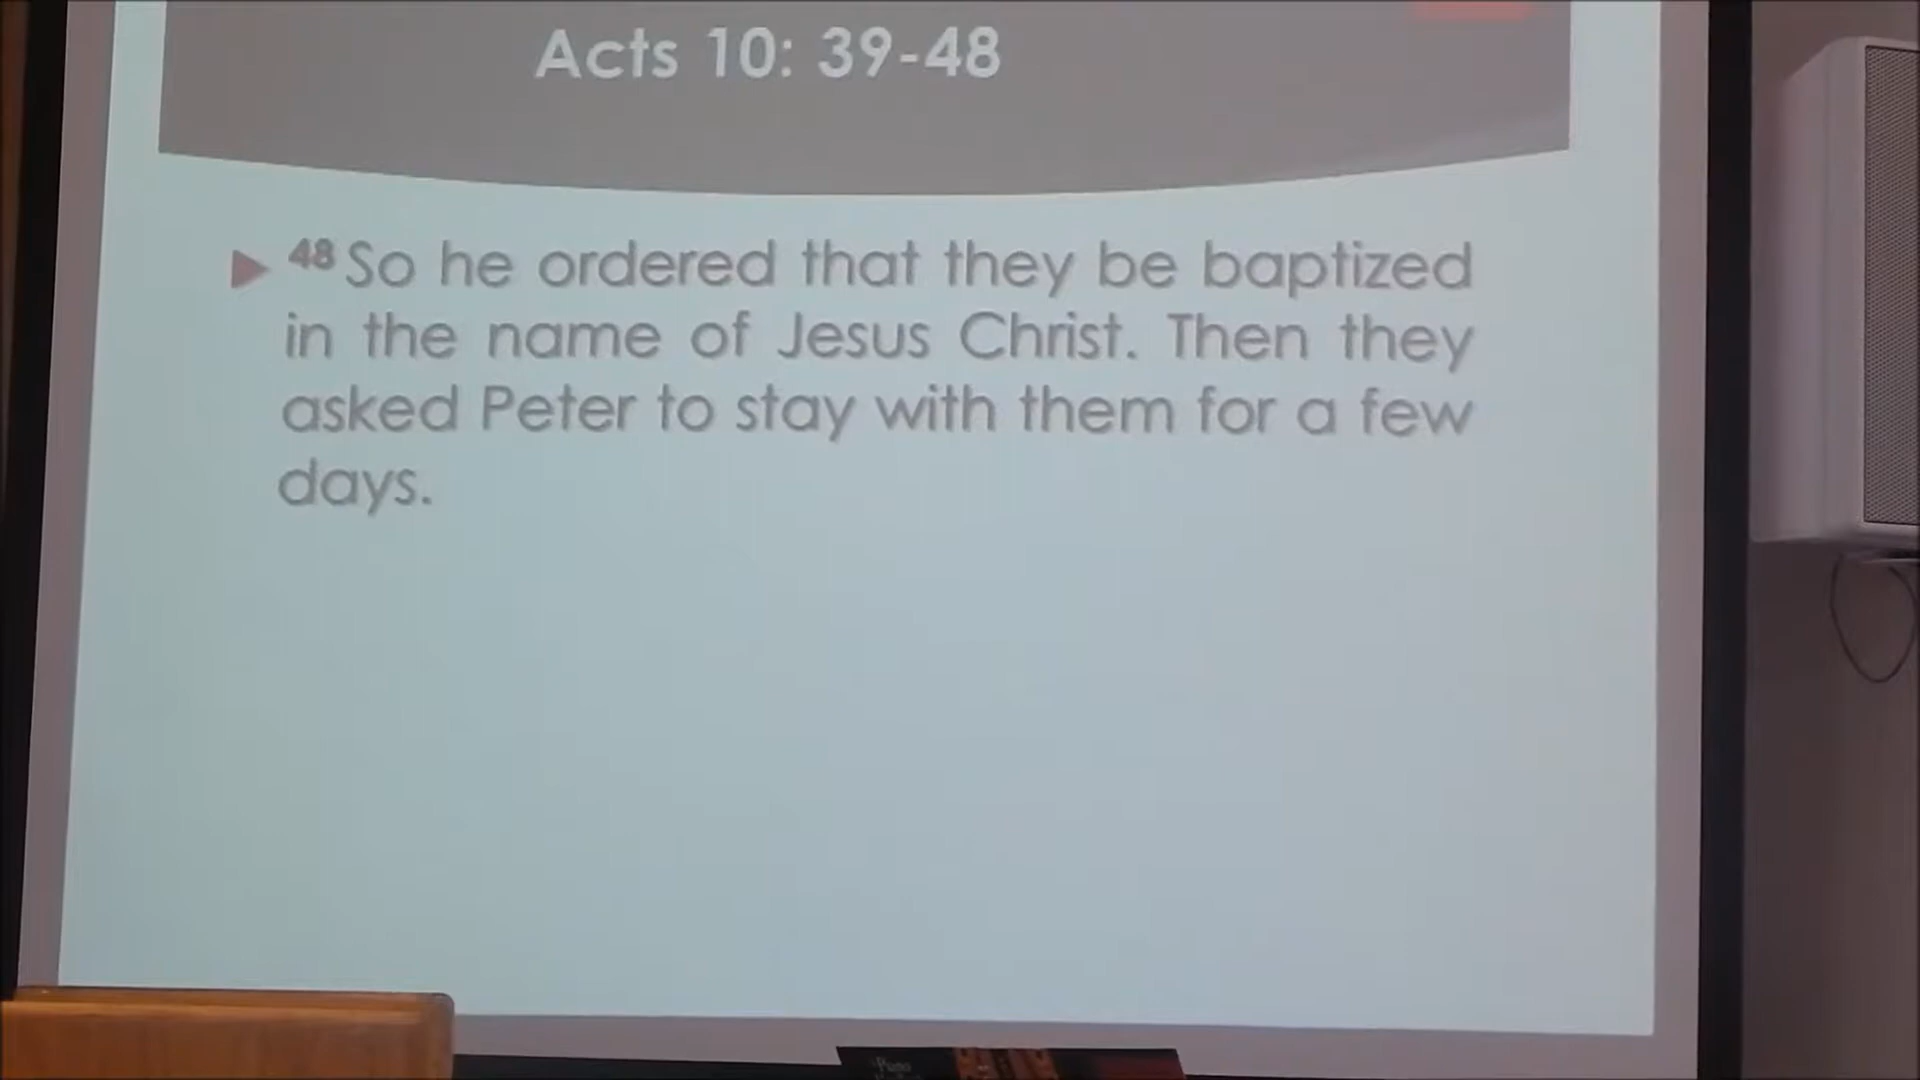 Acts 10: 39-48
48 So he ordered that they be baptized
in the name of Jesus Christ. Then they
asked Peter to stay with them for a few
days.